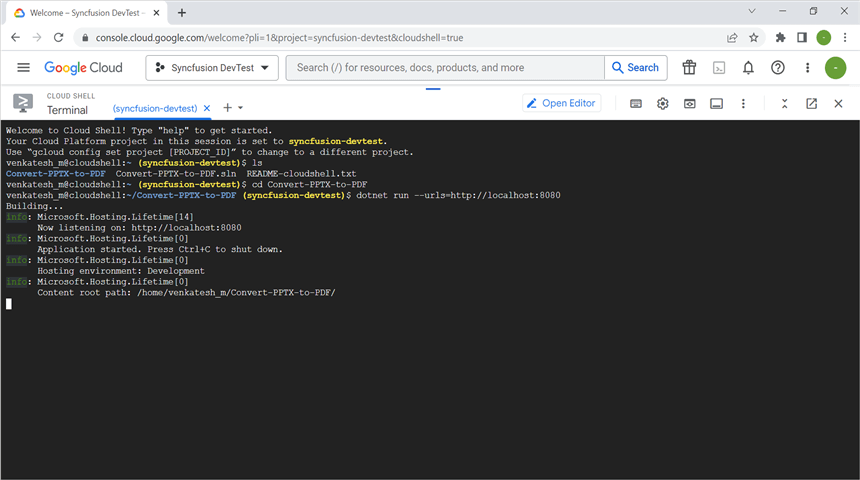 Welcome – Syncfusion DevTest –
console.cloud.google.com/welcome?pli=1&project=syncfusion-devtest&cloudshell=true
Google Cloud
Syncfusion DevTest
Search (/) for resources, docs, products, and more
Search
CLOUD SHELL
Terminal
(syncfusion-devtest)
Open Editor
Welcome to Cloud Shell! Type "help" to get started.
Your Cloud Platform project in this session is set to syncfusion-devtest.
Use “gcloud config set project [PROJECT_ID]” to change to a different project.
venkatesh_m@cloudshell:~ (syncfusion-devtest)$ ls
Convert-PPTX-to-PDF  Convert-PPTX-to-PDF.sln  README-cloudshell.txt
venkatesh_m@cloudshell:~ (syncfusion-devtest)$ cd Convert-PPTX-to-PDF
venkatesh_m@cloudshell:~/Convert-PPTX-to-PDF (syncfusion-devtest)$ dotnet run --urls=http://localhost:8080
Building...
info: Microsoft.Hosting.Lifetime[14]
Now listening on: http://localhost:8080
info: Microsoft.Hosting.Lifetime[0]
Application started. Press Ctrl+C to shut down.
info: Microsoft.Hosting.Lifetime[0]
Hosting environment: Development
info: Microsoft.Hosting.Lifetime[0]
Content root path: /home/venkatesh_m/Convert-PPTX-to-PDF/